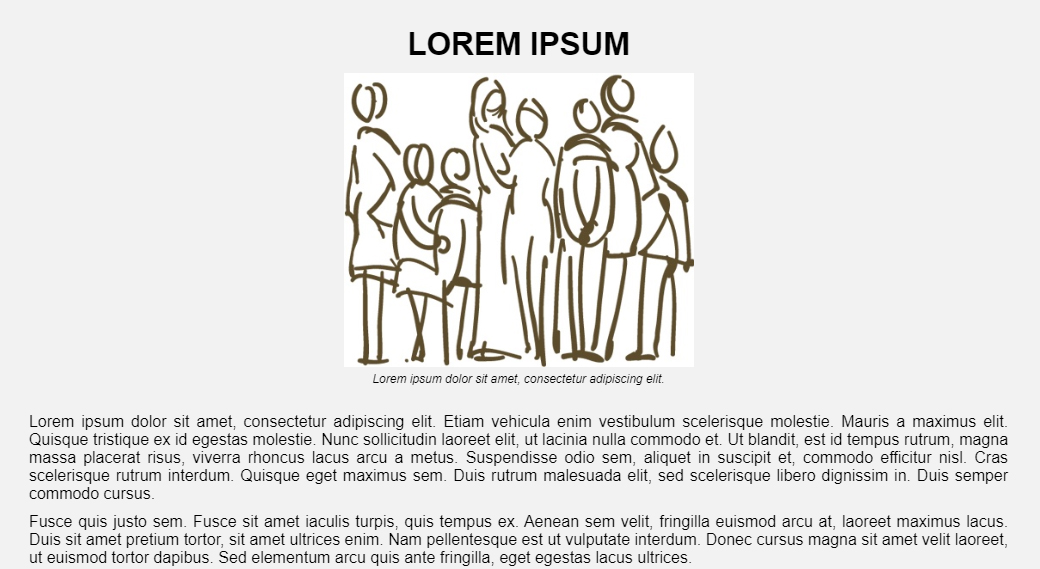 LOREM IPSUM
Lorem ipsum dolor sit amet, consectetur adipiscing elit.
Lorem ipsum dolor sit amet, consectetur adipiscing elit. Etiam vehicula enim vestibulum scelerisque molestie. Mauris a maximus elit.
Quisque tristique ex id egestas molestie. Nunc sollicitudin laoreet elit, ut lacinia nulla commodo et. Ut blandit, est id tempus rutrum, magna
massa placerat risus, viverra rhoncus lacus arcu a metus. Suspendisse odio sem, aliquet in suscipit et, commodo efficitur nisl. Cras
scelerisque rutrum interdum. Quisque eget maximus sem. Duis rutrum malesuada elit, sed scelerisque libero dignissim in. Duis semper
commodo cursus.
Fusce quis justo sem. Fusce sit amet iaculis turpis, quis tempus ex. Aenean sem velit, fringilla euismod arcu at, laoreet maximus lacus.
Duis sit amet pretium tortor, sit amet ultrices enim. Nam pellentesque est ut vulputate interdum. Donec cursus magna sit amet velit laoreet,
ut euismod tortor dapibus. Sed elementum arcu quis ante fringilla, eget egestas lacus ultrices.